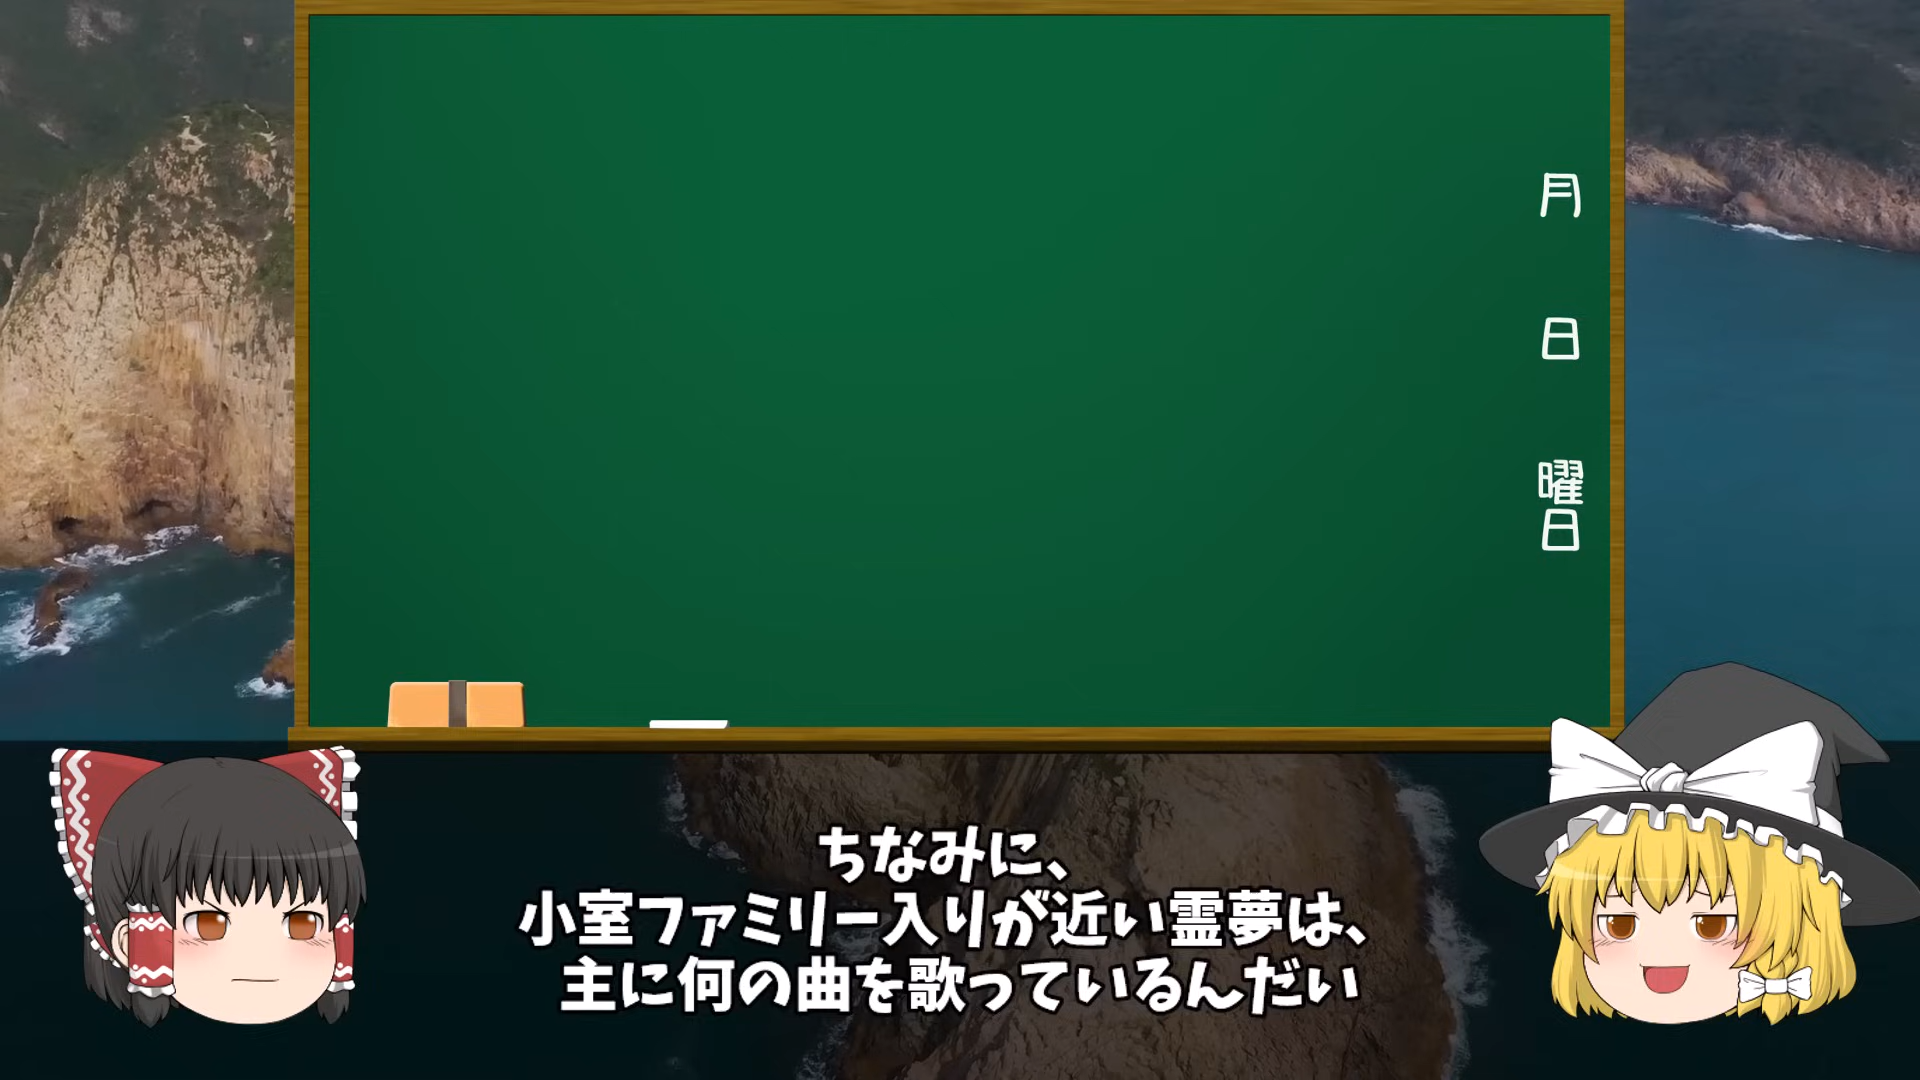 月
日
曜
日
ちなみに、
小室ファミリー入りが近い霊夢は、
主に何の曲を歌っているんだい